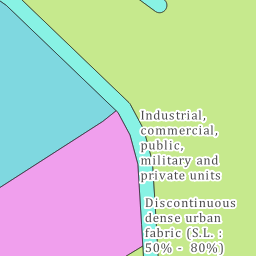 Industrial,
commercial,
public,
military and
private units
Discontinuous
dense urban
fabric (S.L. :
50% -  80%)